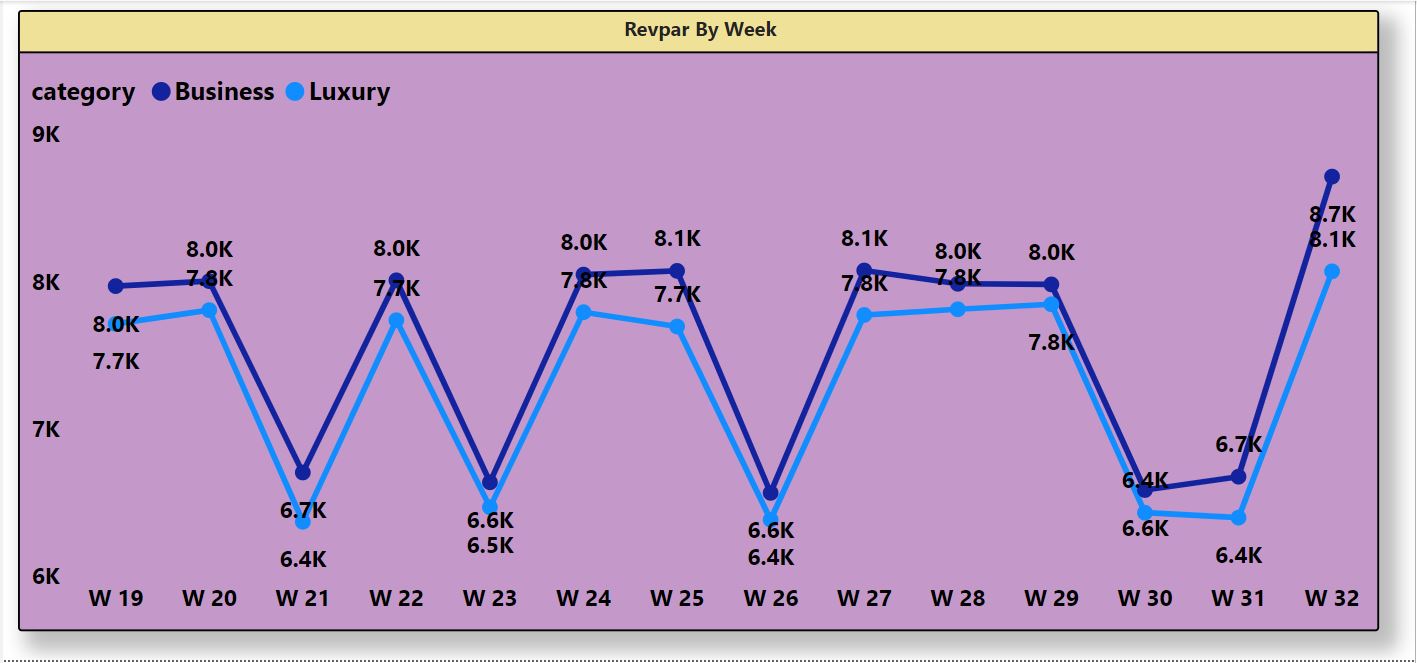 Revpar By Week
category Business Luxury
9K
8.1K 8.1K
8.0K 8.0K 8.0K 8.0K 8.0K
8.7K
8.1K
8K 7.8K 7.7K 7.8K 7.7K 7.8K 7.8K
8.0K
7.7K 7.8K
7K
6.7K
6.4K
6.7K 6.6K 6.6K 6.6K
6.5K 6.4K 6.4K
6.4K
6K
W 19 W 20 W 21 W 22 W 23 W 24 W 25 W 26 W 27 W 28 W 29 W 30 W 31 W 32